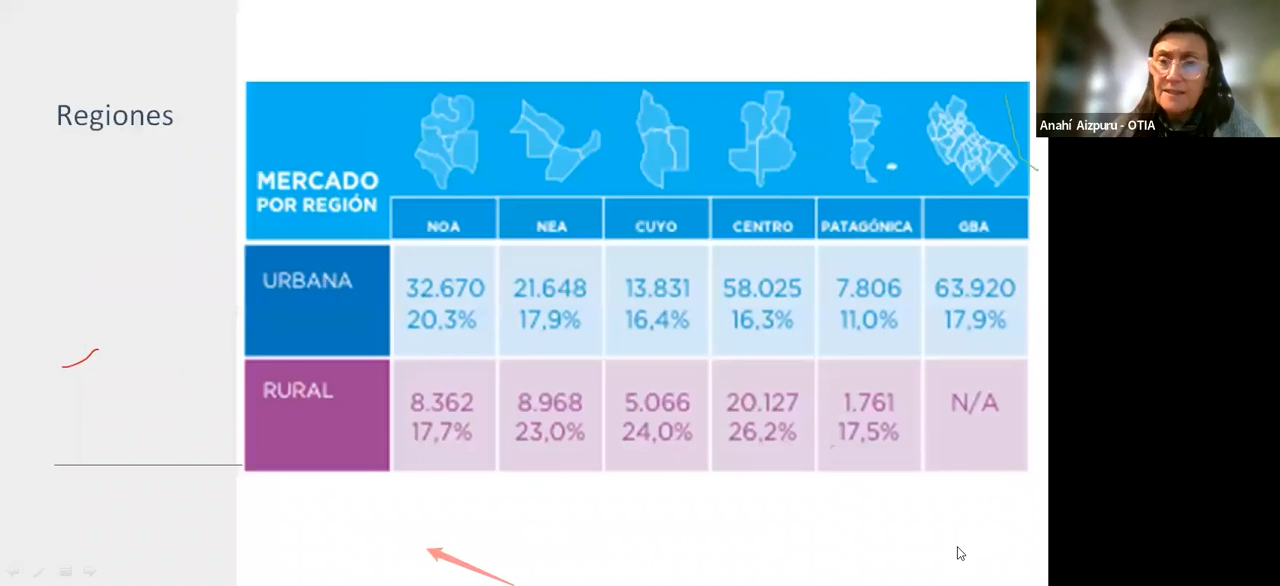 Regiones
MERCADO
POR REGIÓN
NOA
NEA
CUYO
CENTRO
PATAGÓNICA
GBA
URBANA
32.670
21.648
13.831
58.025
7.806
63.920
20,3%
17,9%
16,4%
16,3%
11,0%
17,9%
RURAL
8.362
8.968
5.066
20.127
1.761
N/A
17,7%
23,0%
24,0%
26,2%
17,5%
Anahí Aizpuru - OTIA